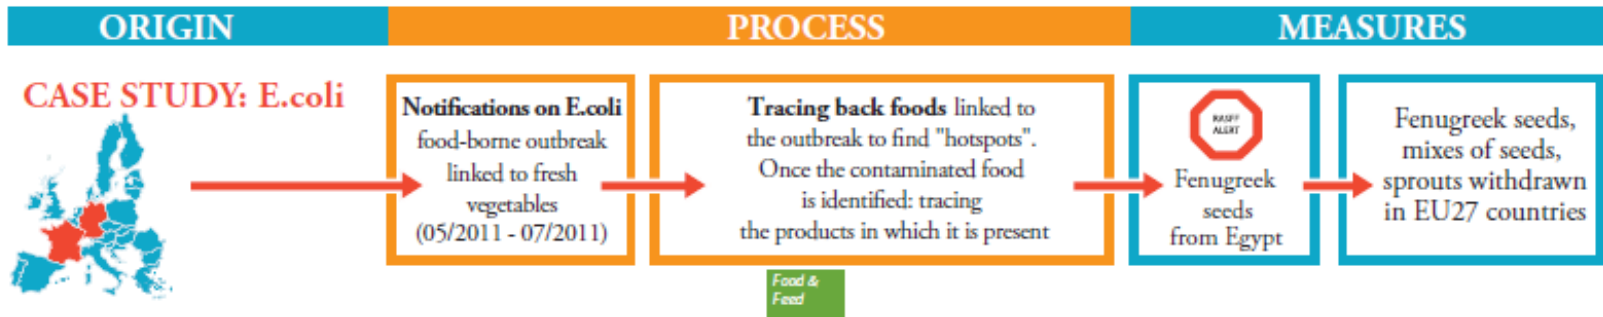 ORIGIN
PROCESS
MEASURES
CASE STUDY: E.coli
Notifications on E.coli
food-borne outbreak
linked to fresh
vegetables
(05/2011 - 07/2011)
Tracing back foods linked to
the outbreak to find "hotspots".
Once the contaminated food
is identified: tracing
the products in which it is present
RASFF
ALERT
Fenugreek
seeds
from Egypt
Fenugreek seeds,
mixes of seeds,
sprouts withdrawn
in EU27 countries
Food &
Feed